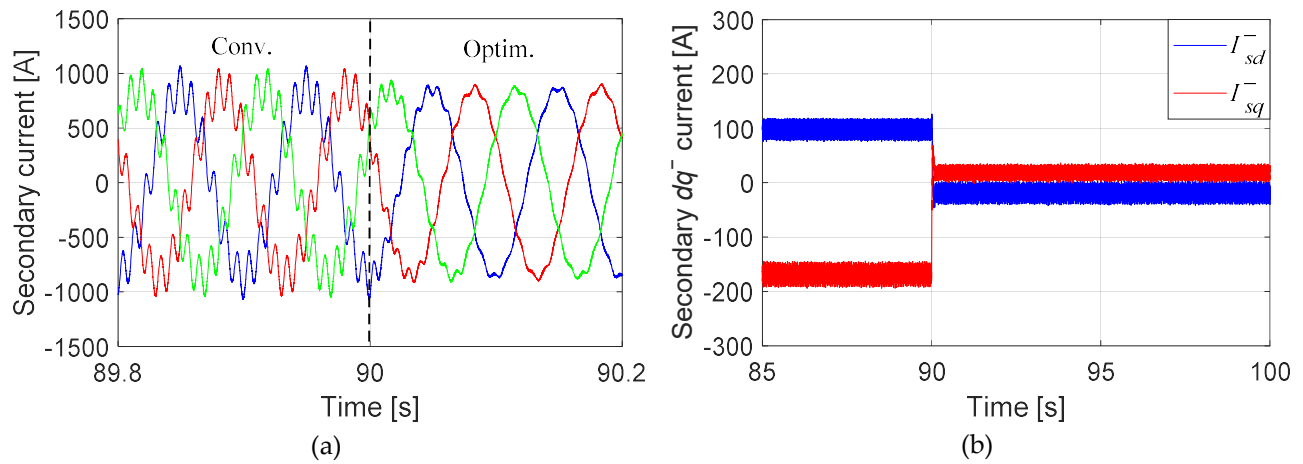 Secondary current [A]
1500
1000
500
0
-500
-1000
-1500
Conv.
Optim.
89.8
90
90.2
Time [s]
(a)
Secondary dq⁻ current [A]
300
200
100
0
-100
-200
-300
I⁻sd
I⁻sq
85
90
95
100
Time [s]
(b)